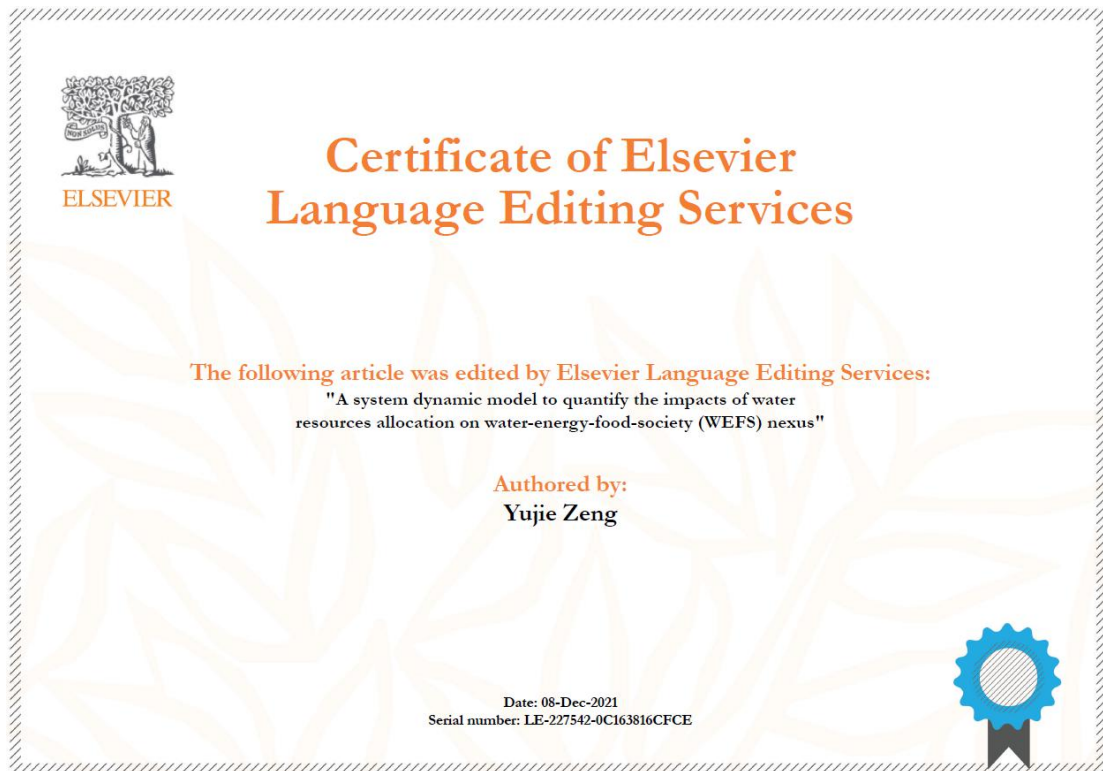 NON SOLUS
ELSEVIER
Certificate of Elsevier
Language Editing Services
The following article was edited by Elsevier Language Editing Services:
"A system dynamic model to quantify the impacts of water
resources allocation on water-energy-food-society (WEFS) nexus"
Authored by:
Yujie Zeng
Date: 08-Dec-2021
Serial number: LE-227542-0C163816CFCE